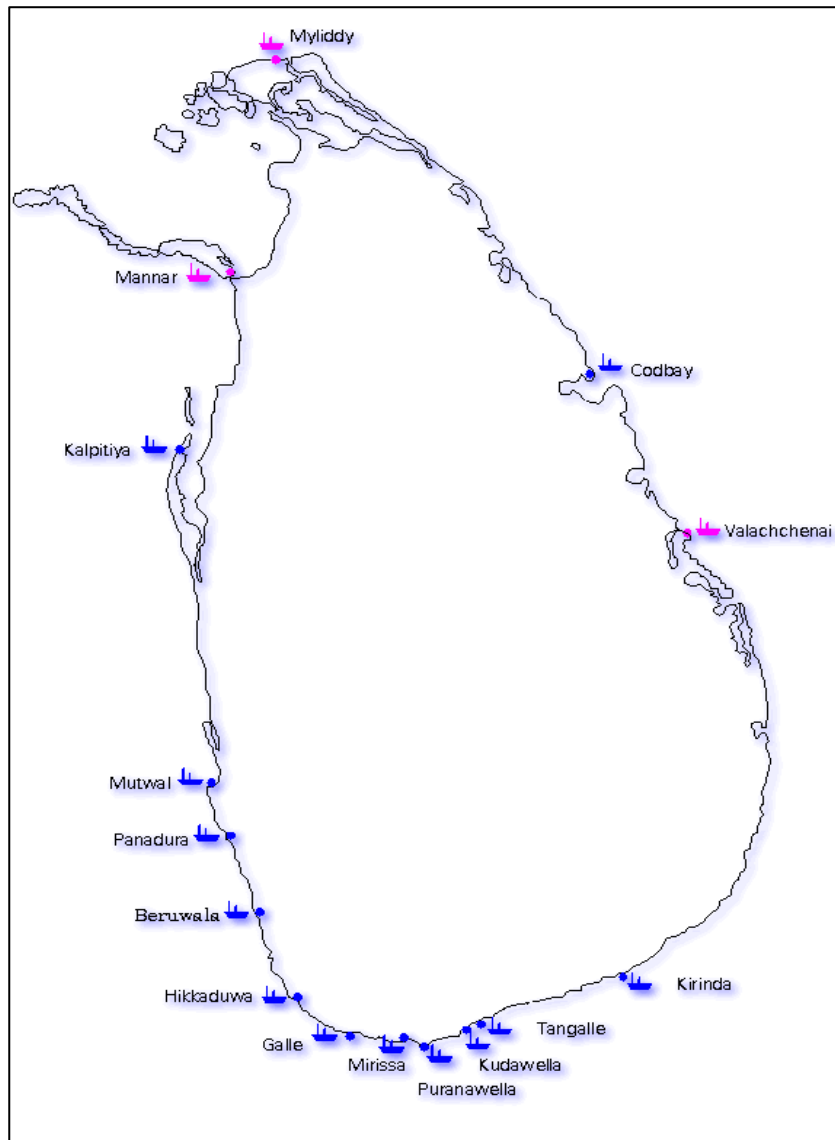 Myliddy
Mannar
Codbay
Kalpitiya
Valachchenai
Mutwal
Panadura
Beruwala
Hikkaduwa
Kirinda
Galle
Tangalle
Mirissa
Kudawella
Puranawella